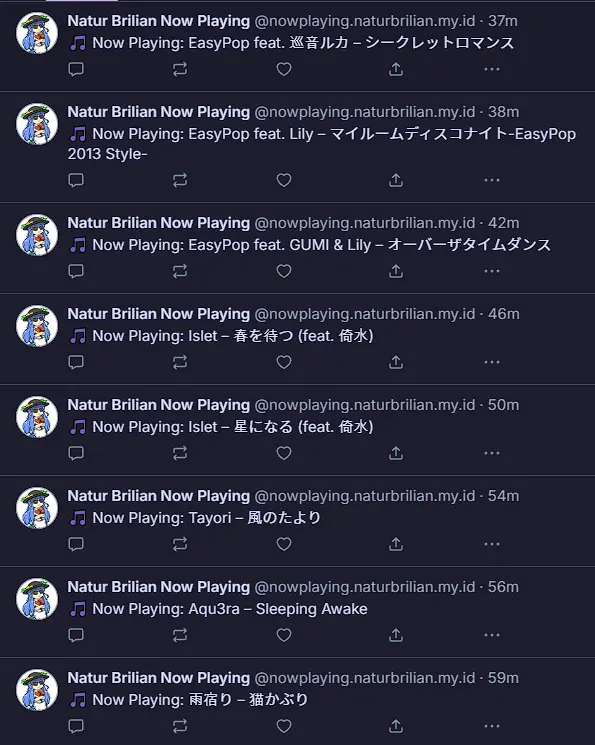 Natur Brilian Now Playing @nowplaying.naturbrilian.my.id · 37m
🎵 Now Playing: EasyPop feat. 巡音ルカ – シークレットロマンス
Natur Brilian Now Playing @nowplaying.naturbrilian.my.id · 38m
🎵 Now Playing: EasyPop feat. Lily – マイルームディスコナイト-EasyPop
2013 Style-
Natur Brilian Now Playing @nowplaying.naturbrilian.my.id · 42m
🎵 Now Playing: EasyPop feat. GUMI & Lily – オーバーザタイムダンス
Natur Brilian Now Playing @nowplaying.naturbrilian.my.id · 46m
🎵 Now Playing: Islet – 春を待つ (feat. 倚水)
Natur Brilian Now Playing @nowplaying.naturbrilian.my.id · 50m
🎵 Now Playing: Islet – 星になる (feat. 倚水)
Natur Brilian Now Playing @nowplaying.naturbrilian.my.id · 54m
🎵 Now Playing: Tayori – 風のたより
Natur Brilian Now Playing @nowplaying.naturbrilian.my.id · 56m
🎵 Now Playing: Aqu3ra – Sleeping Awake
Natur Brilian Now Playing @nowplaying.naturbrilian.my.id · 59m
🎵 Now Playing: 雨宿り – 猫かぶり